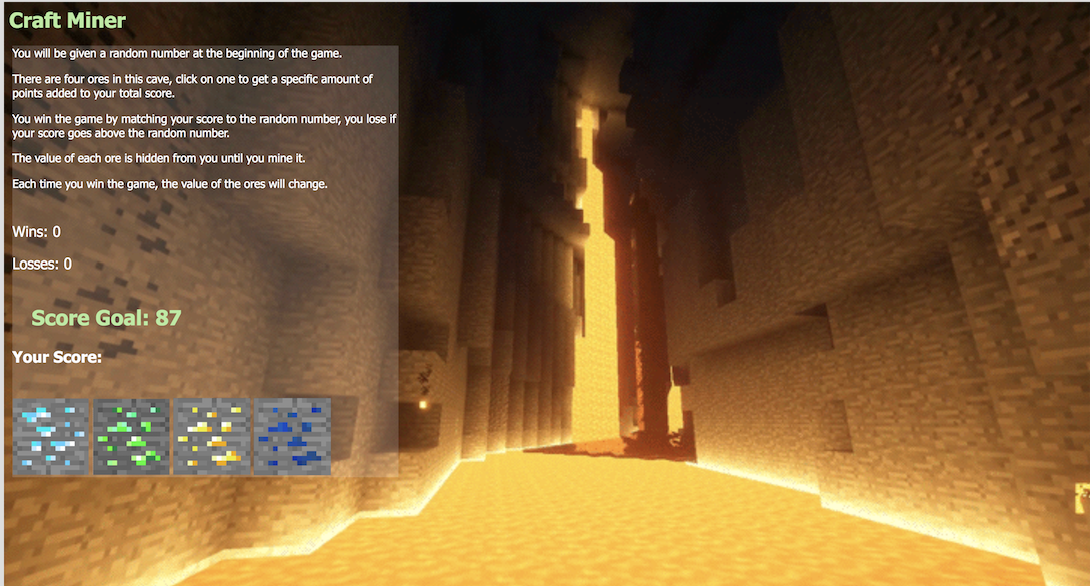 Craft Miner
You will be given a random number at the beginning of the game.
There are four ores in this cave, click on one to get a specific amount of
points added to your total score.
You win the game by matching your score to the random number, you lose if
your score goes above the random number.
The value of each ore is hidden from you until you mine it.
Each time you win the game, the value of the ores will change.
Wins: 0
Losses: 0
Score Goal: 87
Your Score: